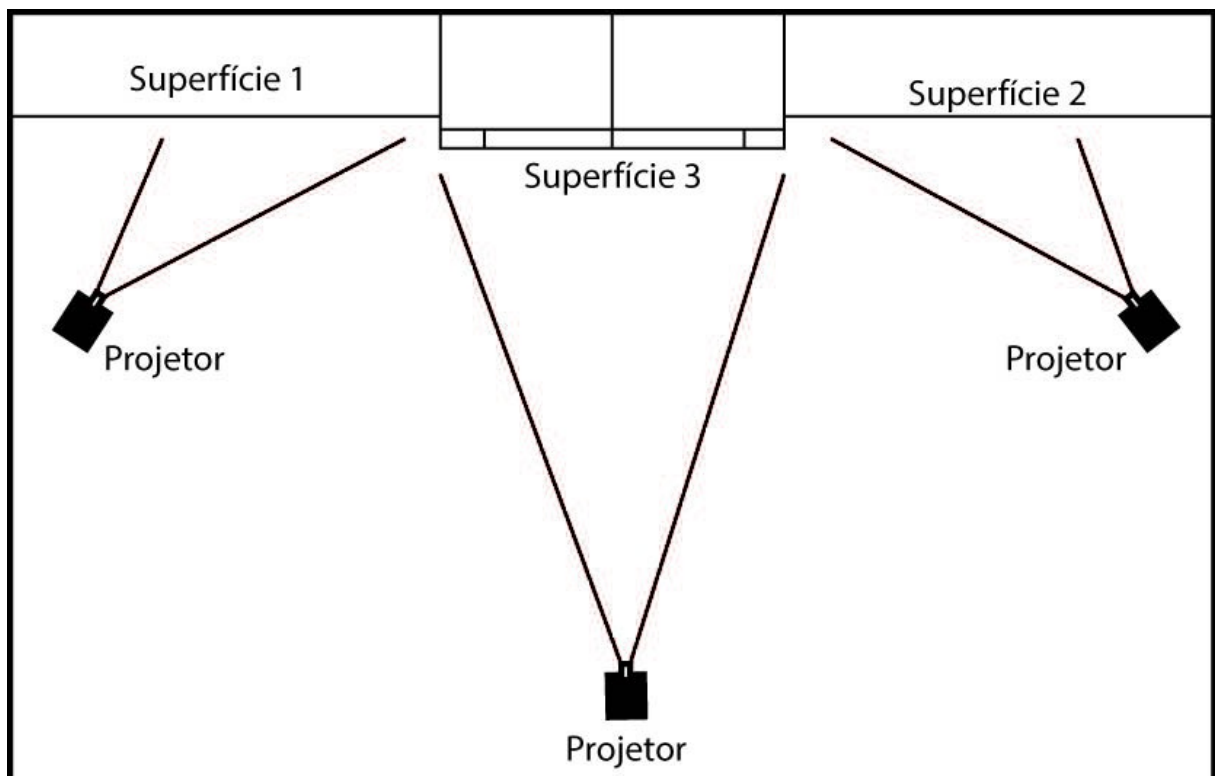 Superfície 1
Superfície 2
Superfície 3
Projetor
Projetor
Projetor